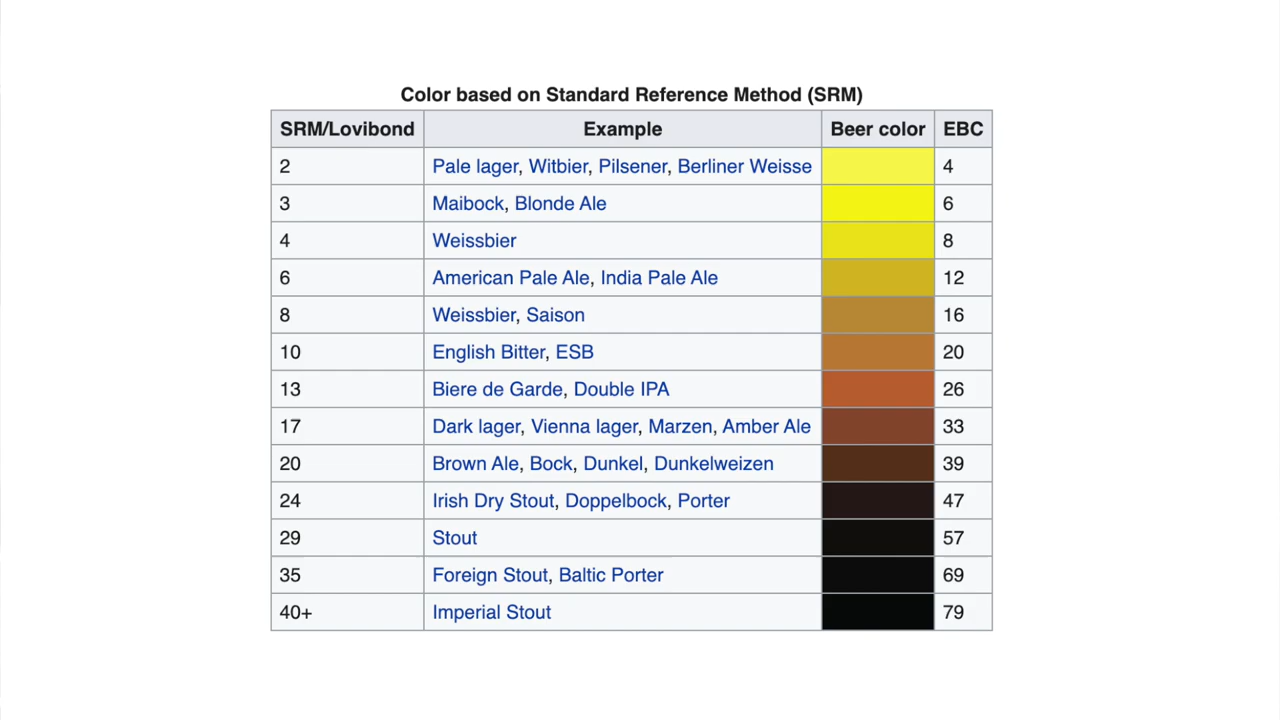 Color based on Standard Reference Method (SRM)
SRM/Lovibond Example Beer color EBC
2 Pale lager, Witbier, Pilsener, Berliner Weisse 4
3 Maibock, Blonde Ale 6
4 Weissbier 8
6 American Pale Ale, India Pale Ale 12
8 Weissbier, Saison 16
10 English Bitter, ESB 20
13 Biere de Garde, Double IPA 26
17 Dark lager, Vienna lager, Marzen, Amber Ale 33
20 Brown Ale, Bock, Dunkel, Dunkelweizen 39
24 Irish Dry Stout, Doppelbock, Porter 47
29 Stout 57
35 Foreign Stout, Baltic Porter 69
40+ Imperial Stout 79